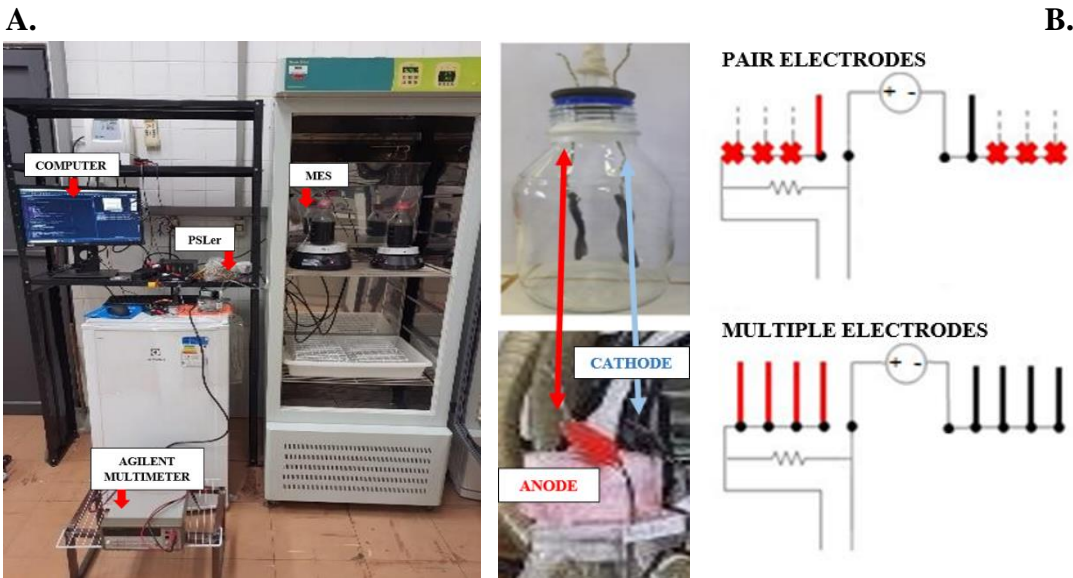 A.
B.
COMPUTER
MES
PSLer
AGILENT
MULTIMETER
CATHODE
ANODE
PAIR ELECTRODES
+ -
MULTIPLE ELECTRODES
+ -